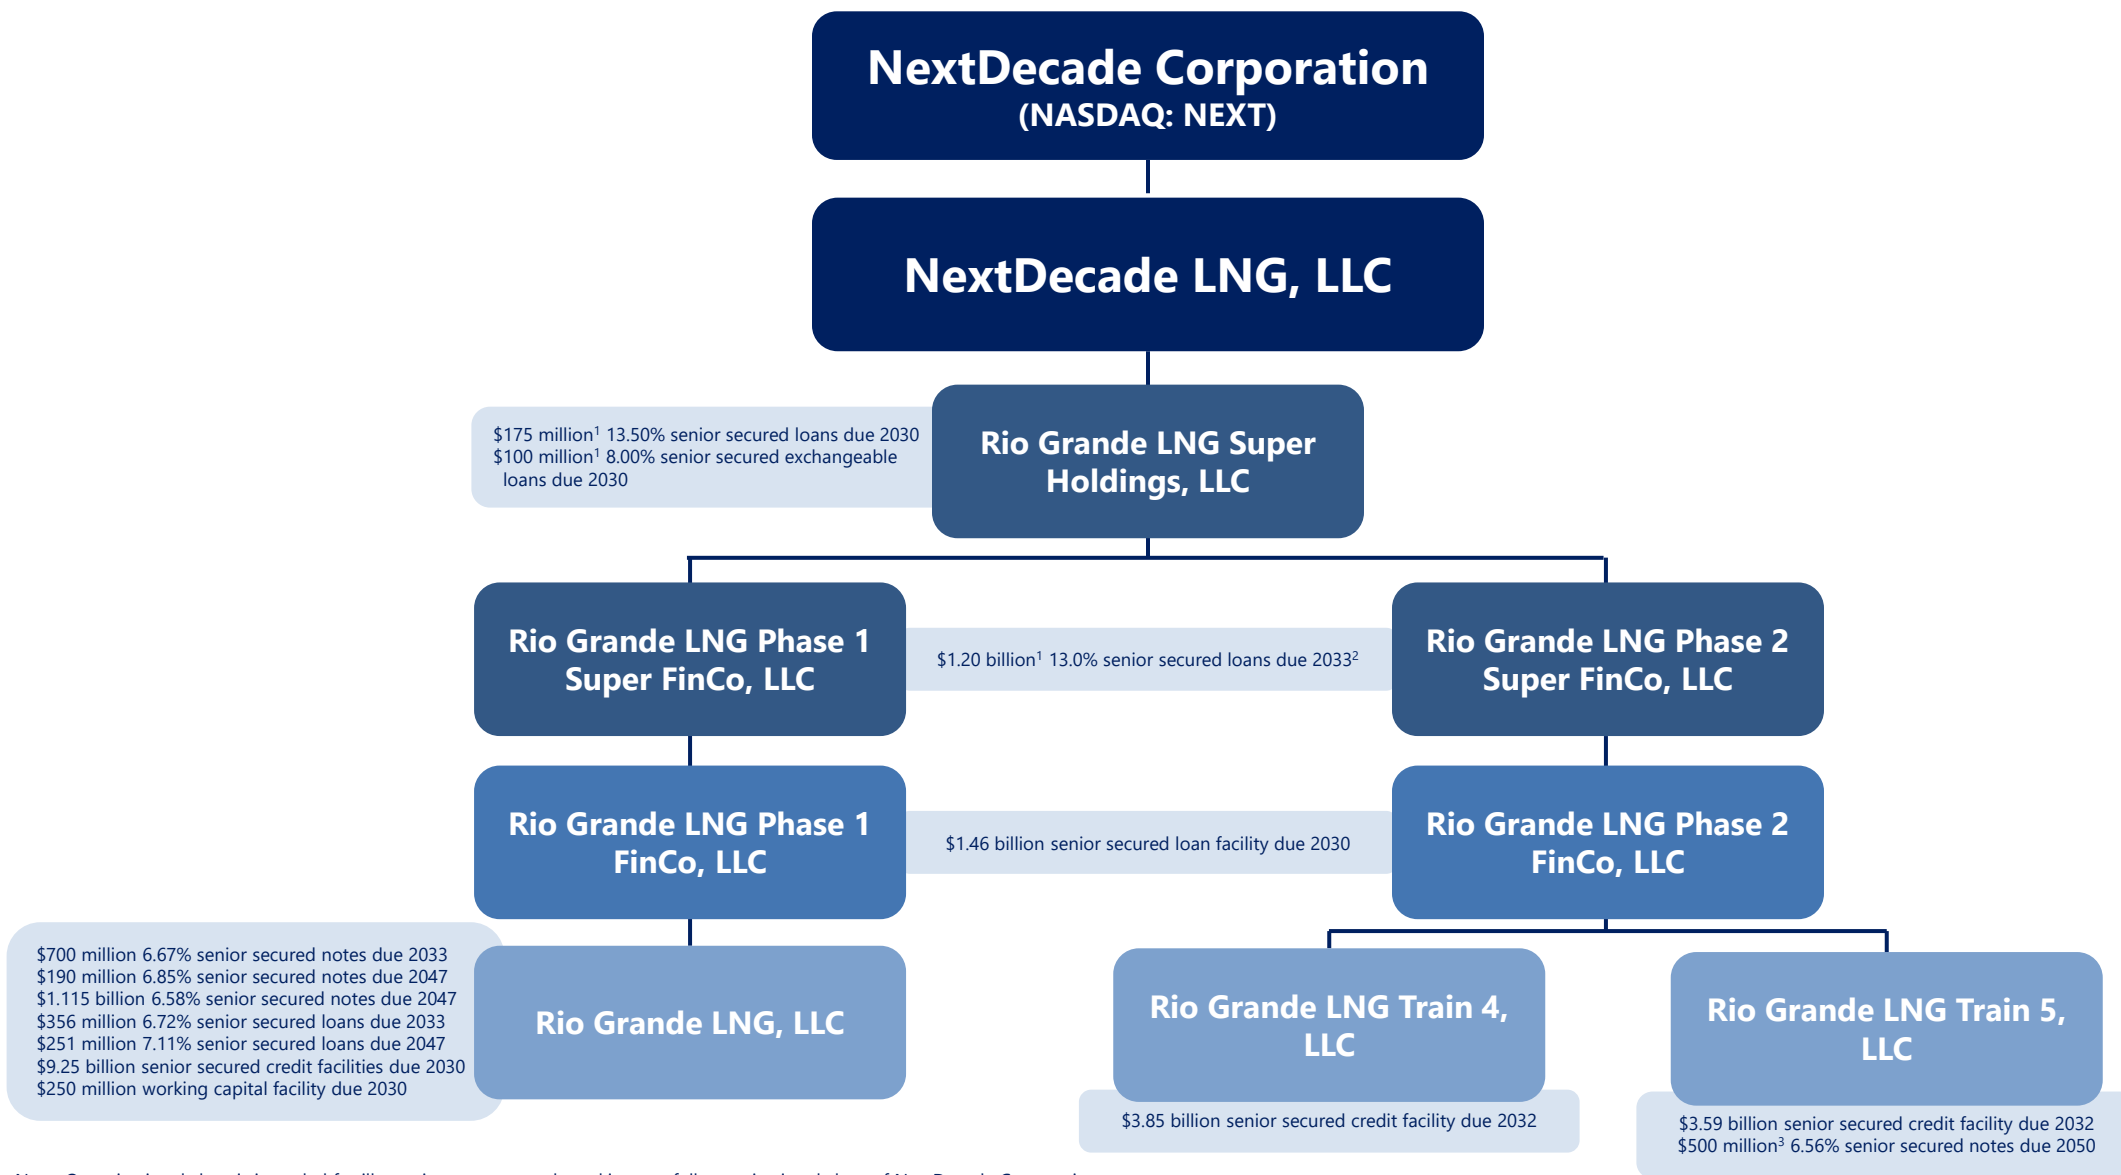 NextDecade Corporation
(NASDAQ: NEXT)
NextDecade LNG, LLC
$175 million¹ 13.50% senior secured loans due 2030
$100 million¹ 8.00% senior secured exchangeable
loans due 2030
Rio Grande LNG Super
Holdings, LLC
Rio Grande LNG Phase 1
Super FinCo, LLC
$1.20 billion¹ 13.0% senior secured loans due 2033²
Rio Grande LNG Phase 2
Super FinCo, LLC
Rio Grande LNG Phase 1
FinCo, LLC
$1.46 billion senior secured loan facility due 2030
Rio Grande LNG Phase 2
FinCo, LLC
$700 million 6.67% senior secured notes due 2033
$190 million 6.85% senior secured notes due 2047
$1.115 billion 6.58% senior secured notes due 2047
$356 million 6.72% senior secured loans due 2033
$251 million 7.11% senior secured loans due 2047
$9.25 billion senior secured credit facilities due 2030
$250 million working capital facility due 2030
Rio Grande LNG, LLC
Rio Grande LNG Train 4,
LLC
$3.85 billion senior secured credit facility due 2032
Rio Grande LNG Train 5,
LLC
$3.59 billion senior secured credit facility due 2032
$500 million³ 6.56% senior secured notes due 2050